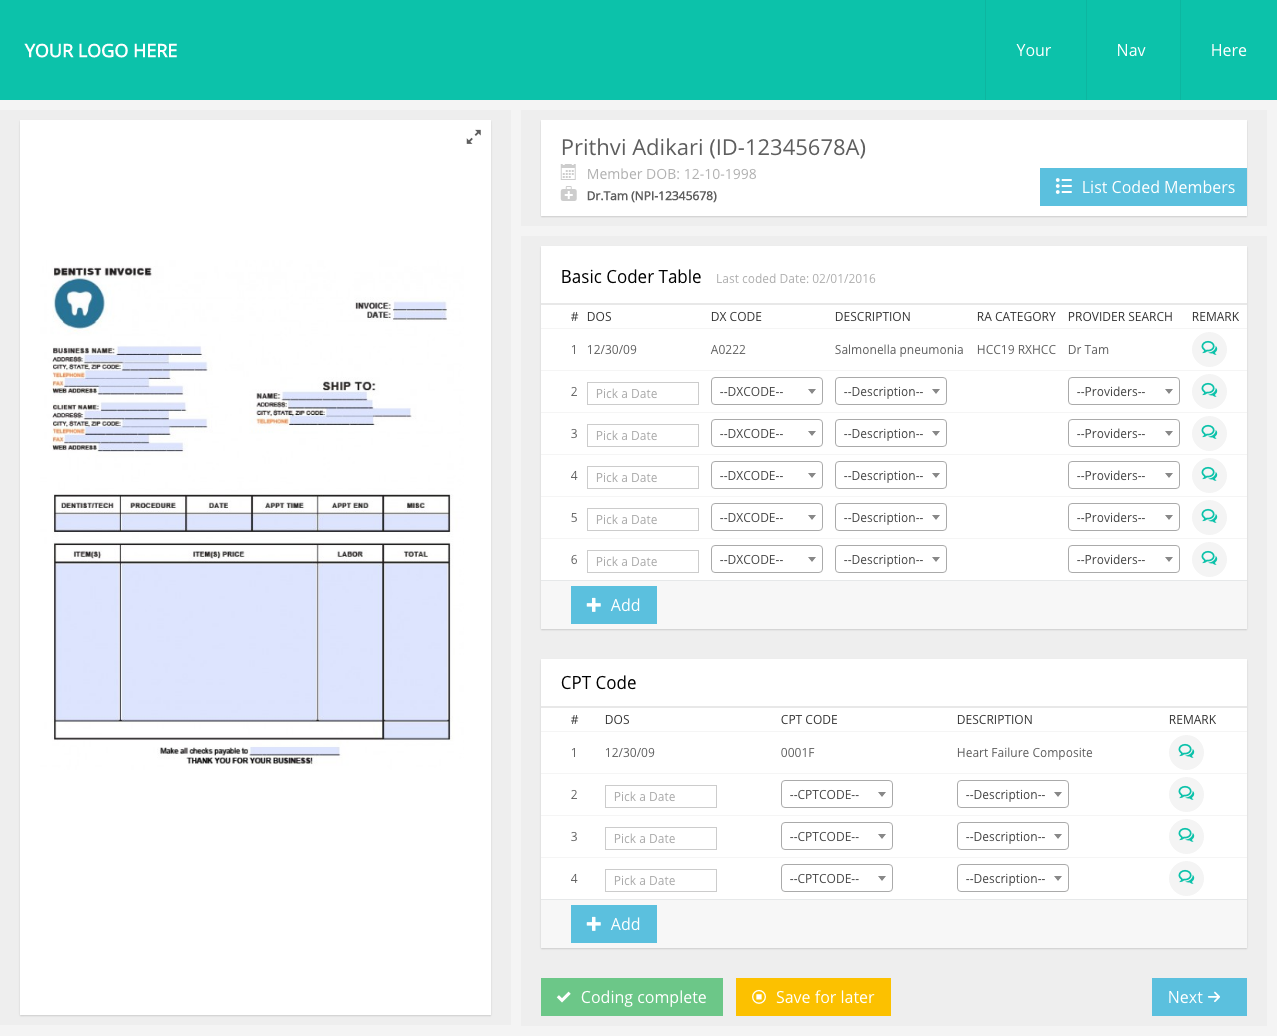 YOUR LOGO HERE
Your Nav Here
DENTIST INVOICE
INVOICE:
DATE:
BUSINESS NAME:
ADDRESS:
CITY, STATE, ZIP CODE:
TELEPHONE
FAX
WEB ADDRESS
CLIENT NAME:
ADDRESS:
CITY, STATE, ZIP CODE:
TELEPHONE
FAX
WEB ADDRESS
SHIP TO:
NAME:
ADDRESS:
CITY, STATE, ZIP CODE:
TELEPHONE
DENTIST/TECH PROCEDURE DATE APPT TIME APPT END MISC
ITEM(S) ITEM(S) PRICE LABOR TOTAL
Make all checks payable to
THANK YOU FOR YOUR BUSINESS!
Prithvi Adikari (ID-12345678A)
Member DOB: 12-10-1998
Dr.Tam (NPI-12345678)
List Coded Members
Basic Coder Table Last coded Date: 02/01/2016
# DOS DX CODE DESCRIPTION RA CATEGORY PROVIDER SEARCH REMARK
1 12/30/09 A0222 Salmonella pneumonia HCC19 RXHCC Dr Tam
2 Pick a Date --DXCODE-- --Description-- --Providers--
3 Pick a Date --DXCODE-- --Description-- --Providers--
4 Pick a Date --DXCODE-- --Description-- --Providers--
5 Pick a Date --DXCODE-- --Description-- --Providers--
6 Pick a Date --DXCODE-- --Description-- --Providers--
Add
CPT Code
# DOS CPT CODE DESCRIPTION REMARK
1 12/30/09 0001F Heart Failure Composite
2 Pick a Date --CPTCODE-- --Description--
3 Pick a Date --CPTCODE-- --Description--
4 Pick a Date --CPTCODE-- --Description--
Add
Coding complete Save for later Next